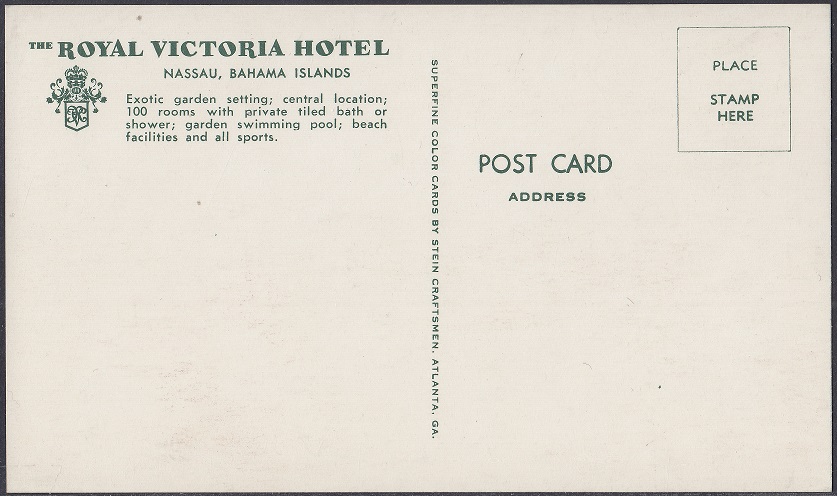 THE ROYAL VICTORIA HOTEL
NASSAU, BAHAMA ISLANDS
Exotic garden setting; central location;
100 rooms with private tiled bath or
shower; garden swimming pool; beach
facilities and all sports.
SUPERFINE COLOR CARDS BY STEIN CRAFTSMEN, ATLANTA, GA.
POST CARD
ADDRESS
PLACE
STAMP
HERE